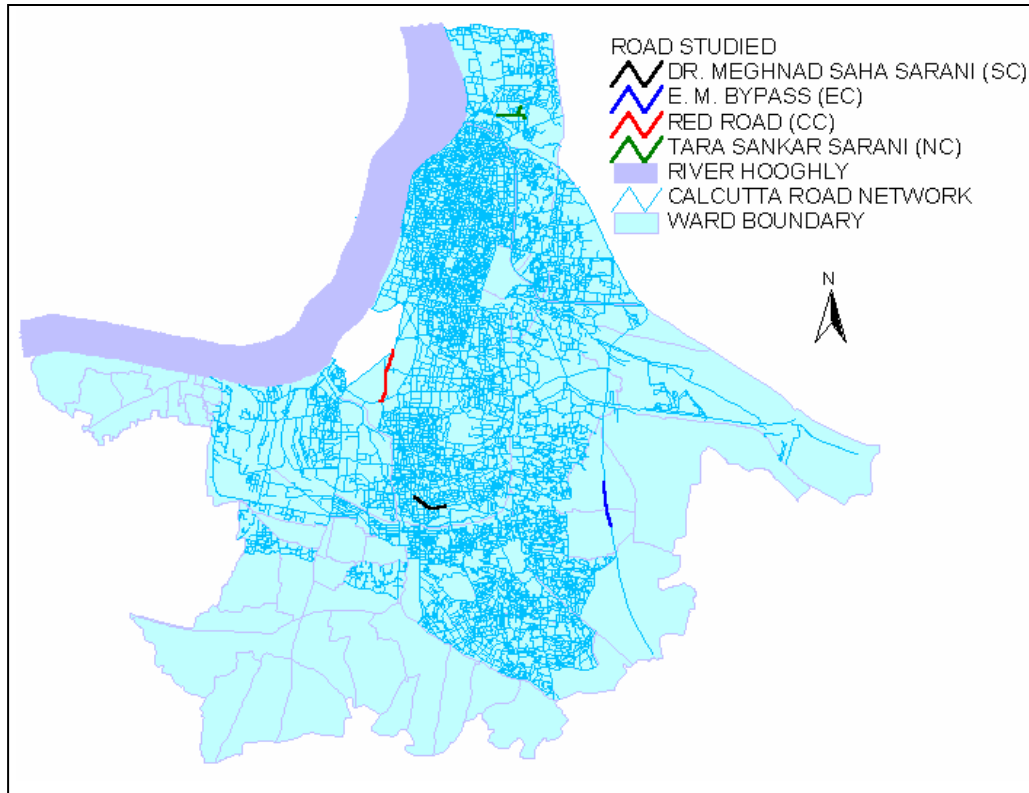 ROAD STUDIED
DR. MEGHNAD SAHA SARANI (SC)
E. M. BYPASS (EC)
RED ROAD (CC)
TARA SANKAR SARANI (NC)
RIVER HOOGHLY
CALCUTTA ROAD NETWORK
WARD BOUNDARY
N